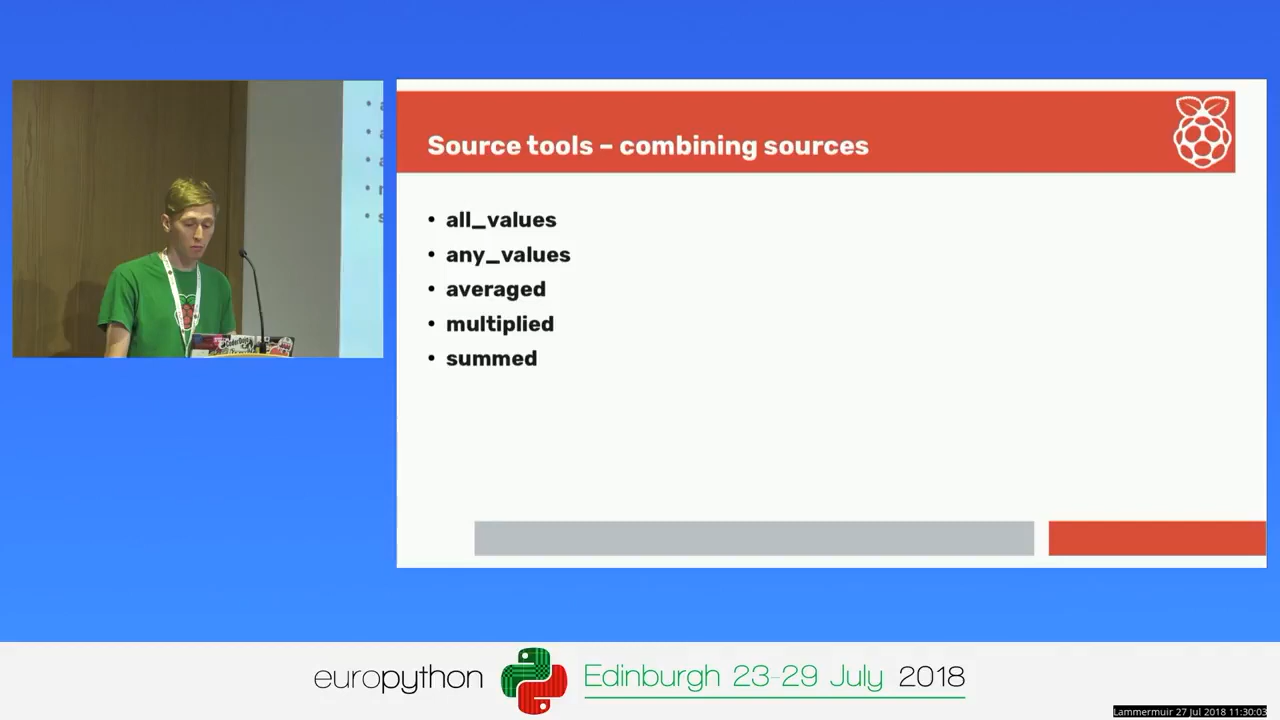 Source tools – combining sources
• all_values
• any_values
• averaged
• multiplied
• summed
europython
Edinburgh 23-29 July 2018
Lammermuir 27 Jul 2018 11:30:03